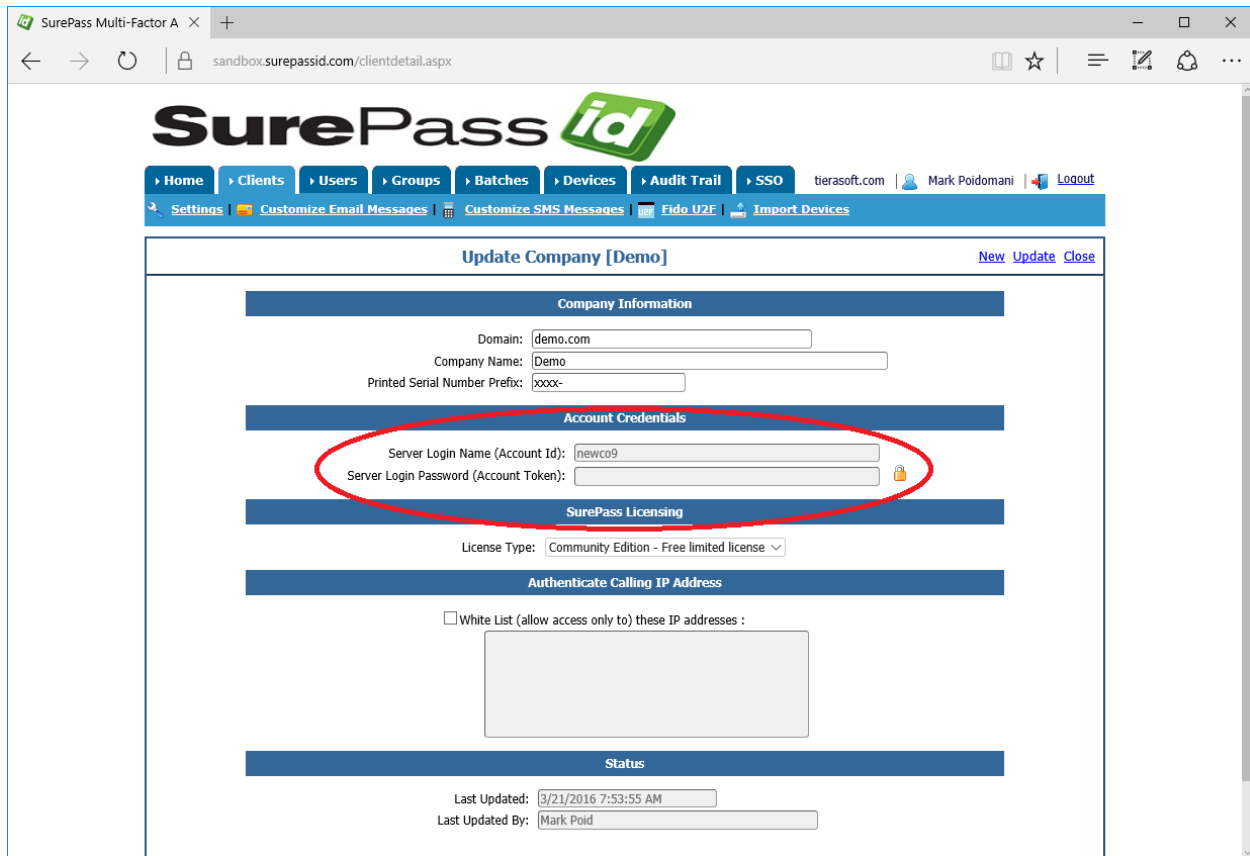 SurePass Multi-Factor A
sandbox.surepassid.com/clientdetail.aspx
SurePass id
Home Clients Users Groups Batches Devices Audit Trail SSO tierasoft.com | Mark Poidomani | Logout
Settings | Customize Email Messages | Customize SMS Messages | U2F Fido U2F | Import Devices
Update Company [Demo] New Update Close
Company Information
Domain: demo.com
Company Name: Demo
Printed Serial Number Prefix: xxxx-
Account Credentials
Server Login Name (Account Id): newco9
Server Login Password (Account Token):
SurePass Licensing
License Type: Community Edition - Free limited license
Authenticate Calling IP Address
White List (allow access only to) these IP addresses :
Status
Last Updated: 3/21/2016 7:53:55 AM
Last Updated By: Mark Poid